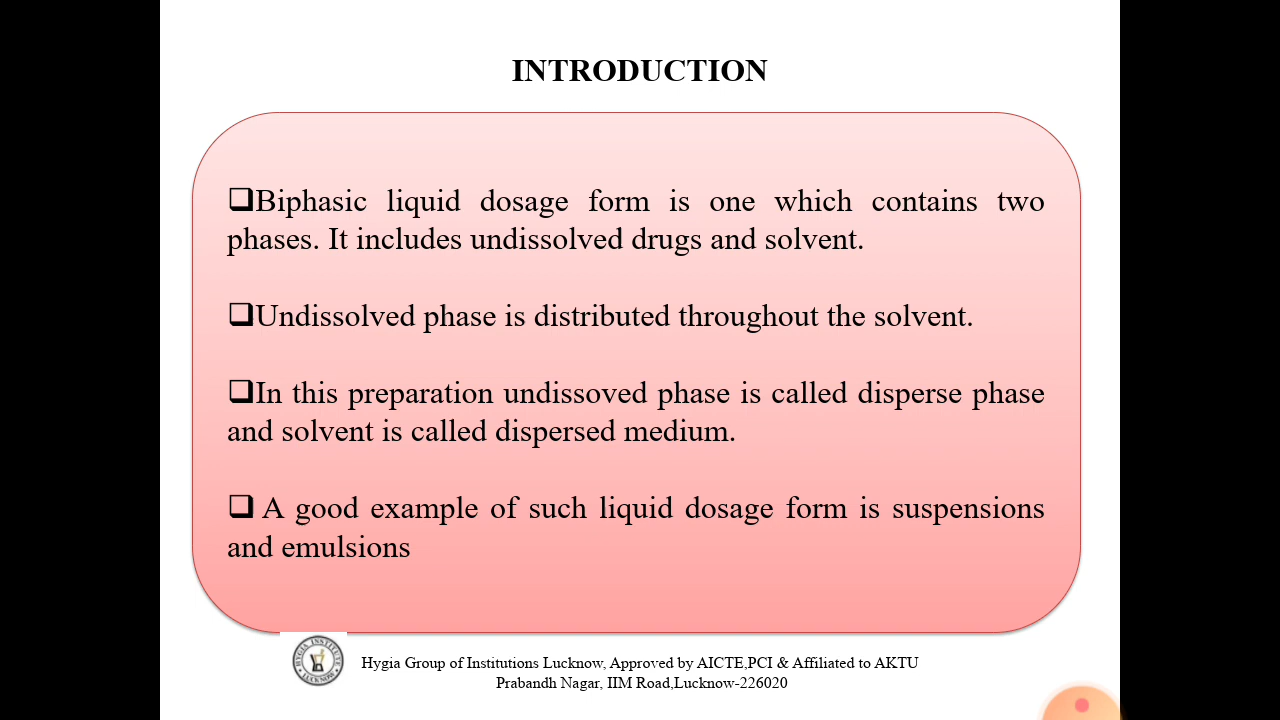 INTRODUCTION
❑Biphasic liquid dosage form is one which contains two
phases. It includes undissolved drugs and solvent.
❑Undissolved phase is distributed throughout the solvent.
❑In this preparation undissoved phase is called disperse phase
and solvent is called dispersed medium.
❑ A good example of such liquid dosage form is suspensions
and emulsions
HYGIA INSTITUTE
LUCKNOW
Hygia Group of Institutions Lucknow, Approved by AICTE,PCI & Affiliated to AKTU
Prabandh Nagar, IIM Road,Lucknow-226020